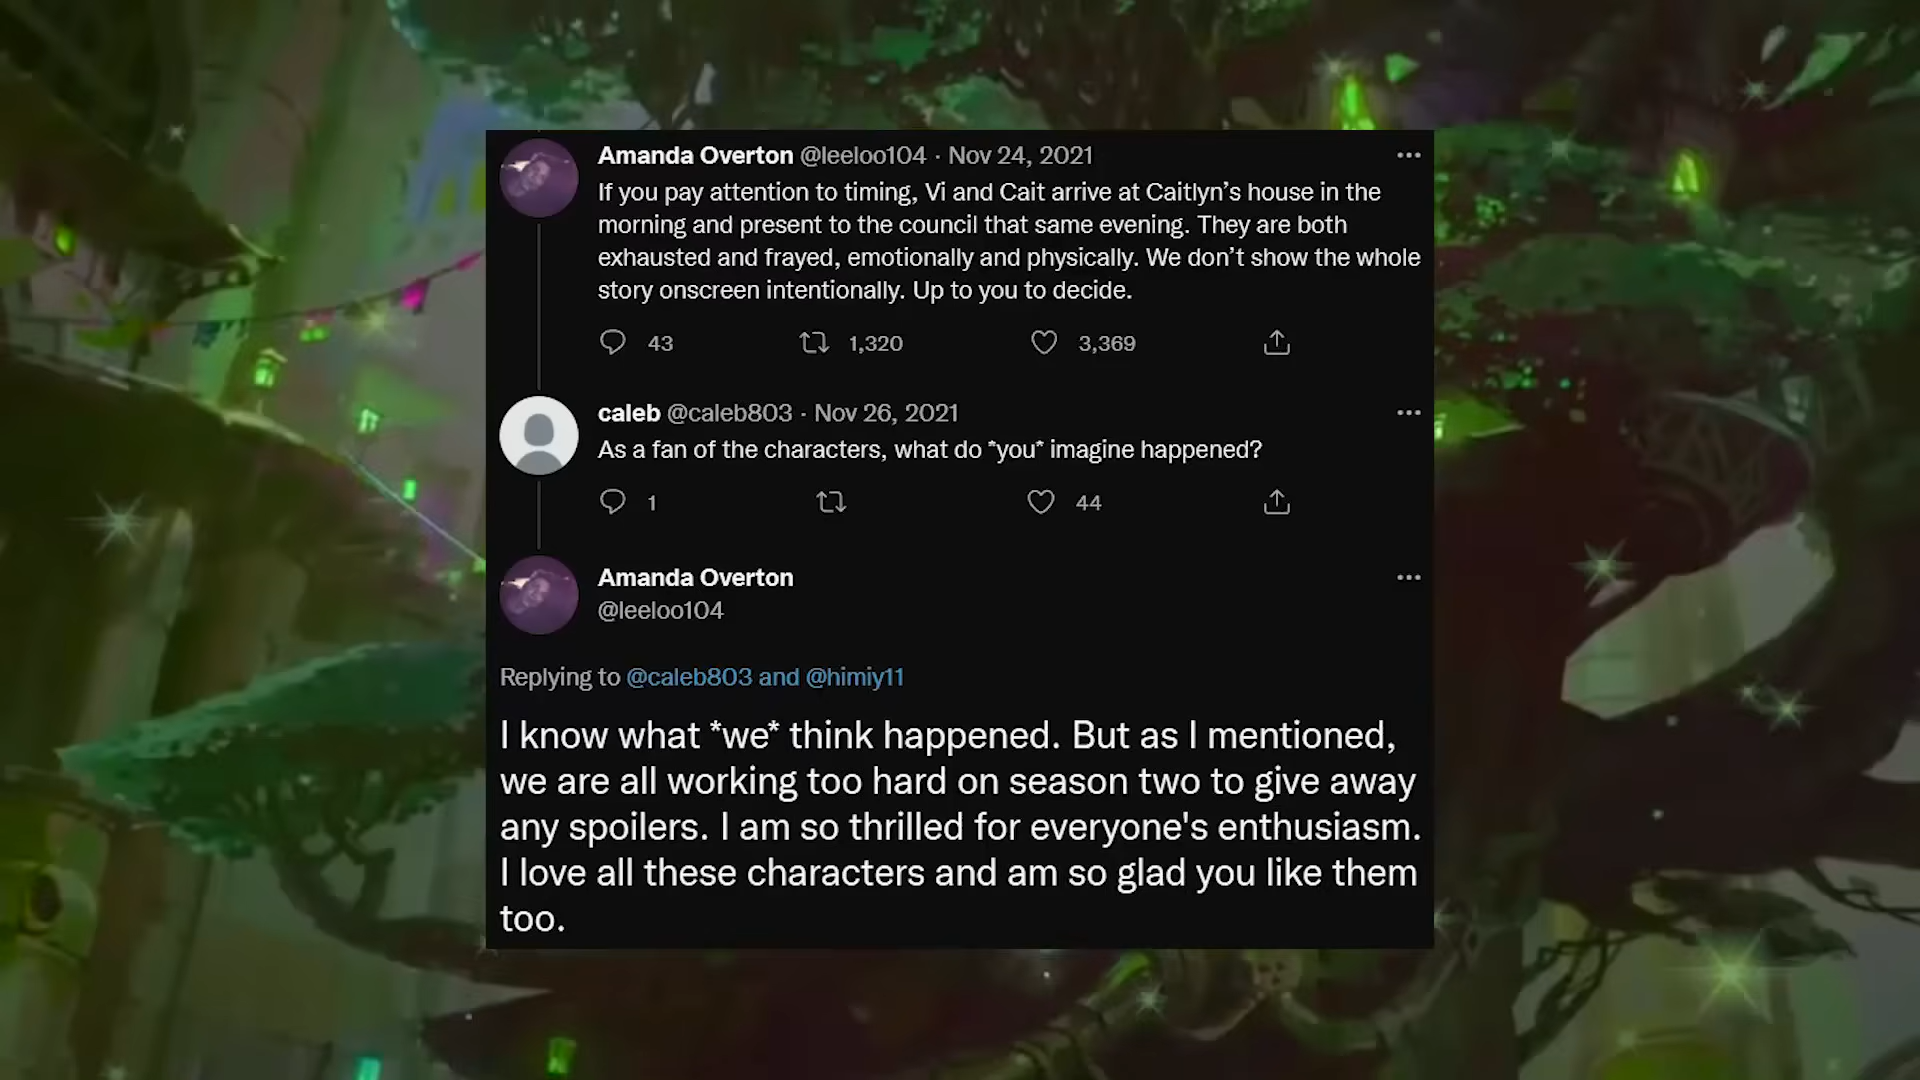 Amanda Overton @leeloo104 · Nov 24, 2021
If you pay attention to timing, Vi and Cait arrive at Caitlyn’s house in the
morning and present to the council that same evening. They are both
exhausted and frayed, emotionally and physically. We don’t show the whole
story onscreen intentionally. Up to you to decide.
43 1,320 3,369
caleb @caleb803 · Nov 26, 2021
As a fan of the characters, what do *you* imagine happened?
1 44
Amanda Overton
@leeloo104
Replying to @caleb803 and @himiy11
I know what *we* think happened. But as I mentioned,
we are all working too hard on season two to give away
any spoilers. I am so thrilled for everyone's enthusiasm.
I love all these characters and am so glad you like them
too.